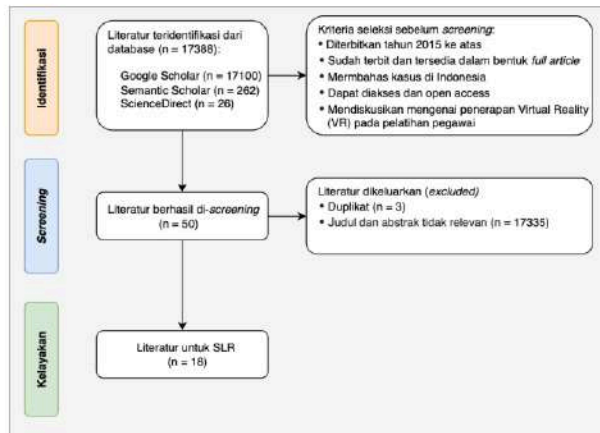 Identifikasi
Literatur teridentifikasi dari
database (n = 17388):
Google Scholar (n = 17100)
Semantic Scholar (n = 262)
ScienceDirect (n = 26)
Kriteria seleksi sebelum screening:
• Diterbitkan tahun 2015 ke atas
• Sudah terbit dan tersedia dalam bentuk full article
• Mermbahas kasus di Indonesia
• Dapat diakses dan open access
• Mendiskusikan mengenai penerapan Virtual Reality
(VR) pada pelatihan pegawai
Screening
Literatur berhasil di-screening
(n = 50)
Literatur dikeluarkan (excluded)
• Duplikat (n = 3)
• Judul dan abstrak tidak relevan (n = 17335)
Kelayakan
Literatur untuk SLR
(n = 18)